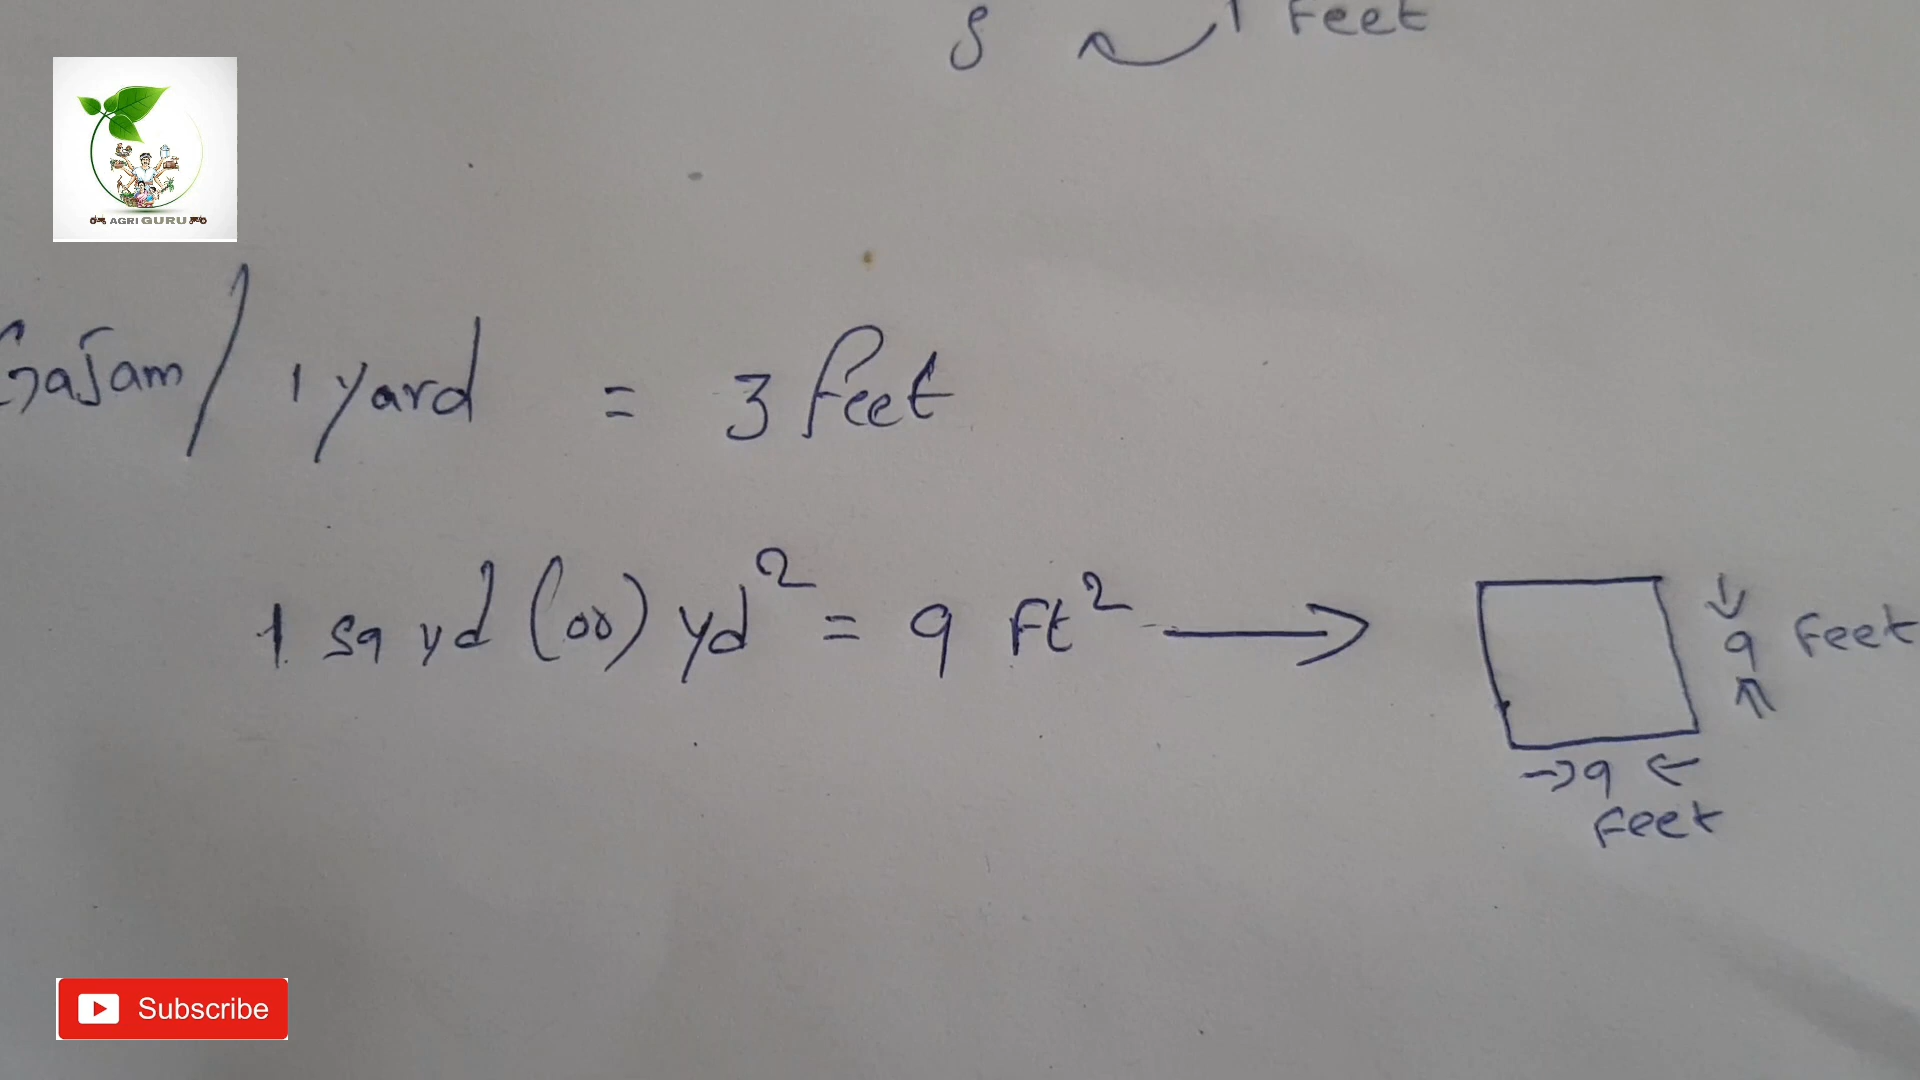 1 Feet
AGRI GURU
Gajam / 1 yard = 3 feet
1 sq yd (or) yd² = 9 Ft² →
9 Feet
→ 9 ←
Feet
Subscribe